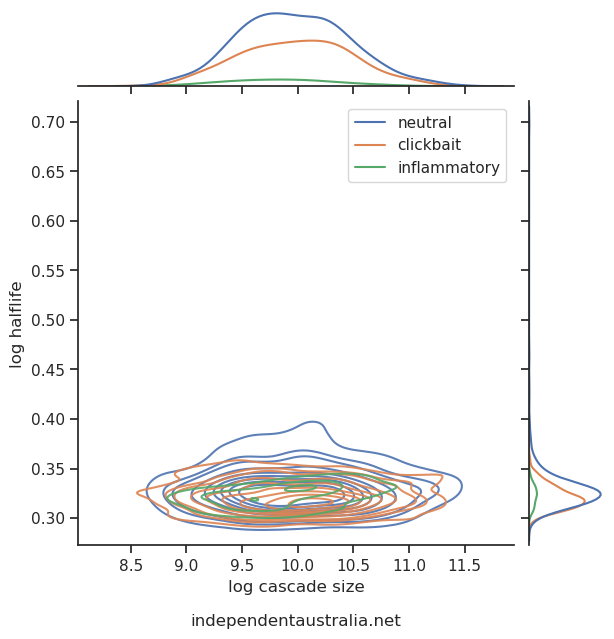 neutral
clickbait
inflammatory
0.70
0.65
0.60
0.55
0.50
0.45
0.40
0.35
0.30
log halflife
8.5 9.0 9.5 10.0 10.5 11.0 11.5
log cascade size
independentaustralia.net